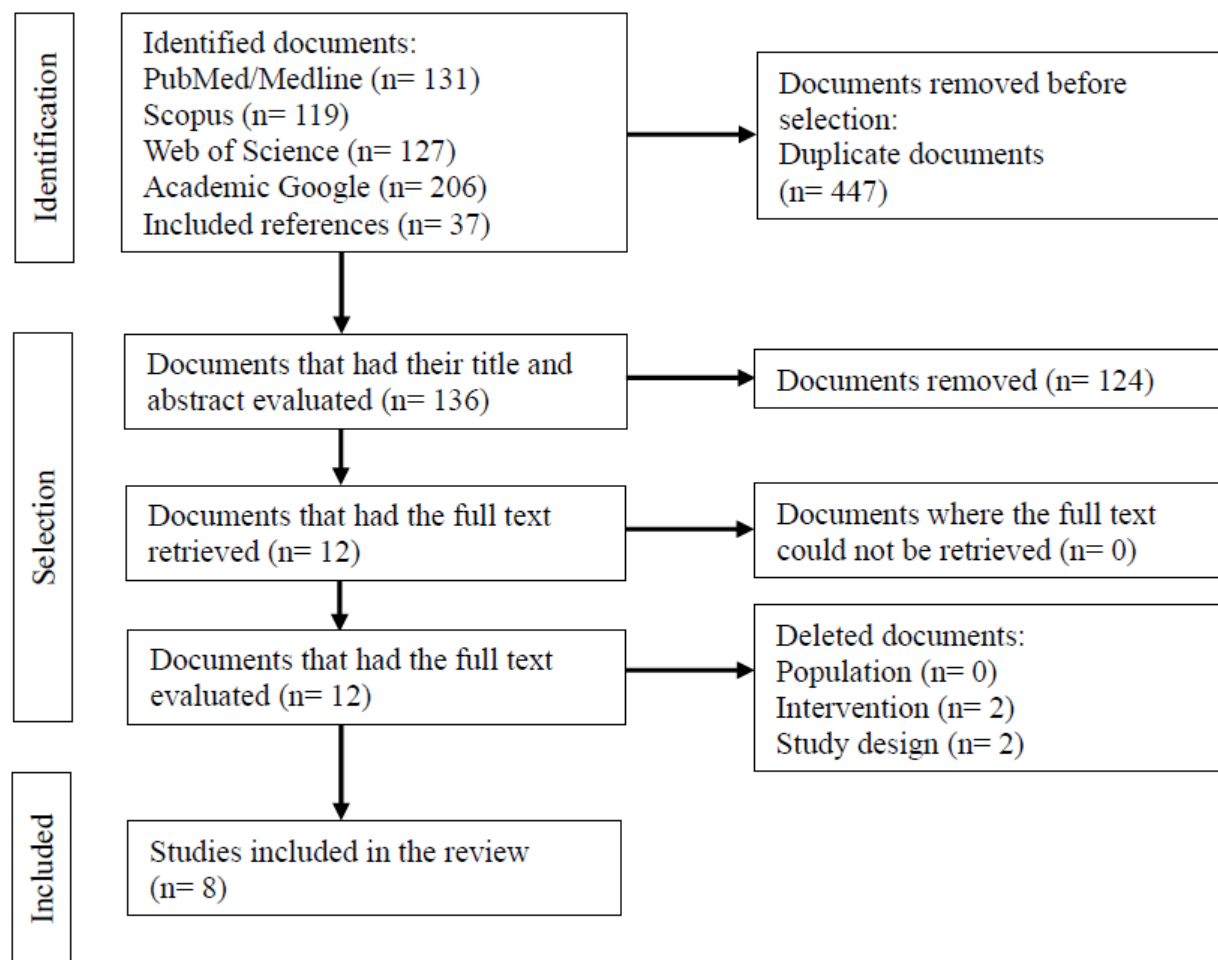 Identification
Identified documents:
PubMed/Medline (n= 131)
Scopus (n= 119)
Web of Science (n= 127)
Academic Google (n= 206)
Included references (n= 37)
Documents removed before
selection:
Duplicate documents
(n= 447)
Selection
Documents that had their title and
abstract evaluated (n= 136)
Documents removed (n= 124)
Documents that had the full text
retrieved (n= 12)
Documents where the full text
could not be retrieved (n= 0)
Documents that had the full text
evaluated (n= 12)
Deleted documents:
Population (n= 0)
Intervention (n= 2)
Study design (n= 2)
Included
Studies included in the review
(n= 8)